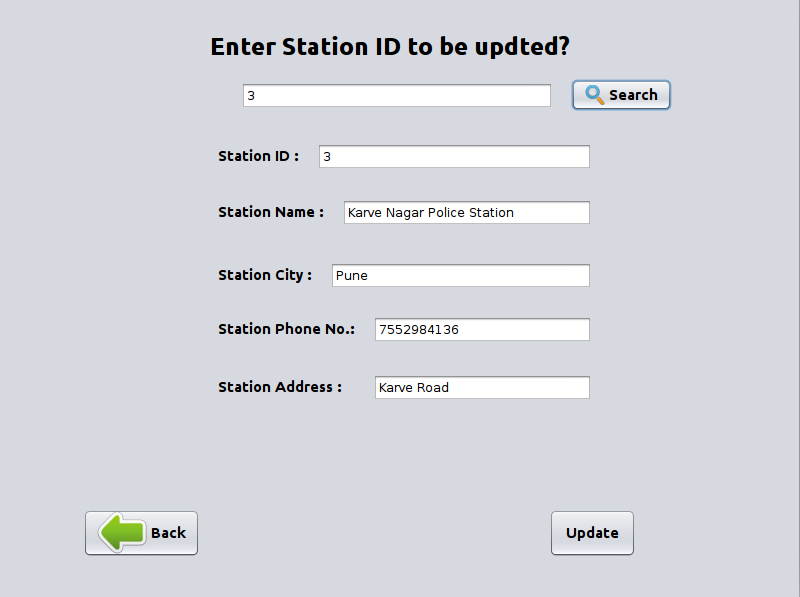 Enter Station ID to be updted?
3 Search
Station ID : 3
Station Name : Karve Nagar Police Station
Station City : Pune
Station Phone No.: 7552984136
Station Address : Karve Road
Back Update